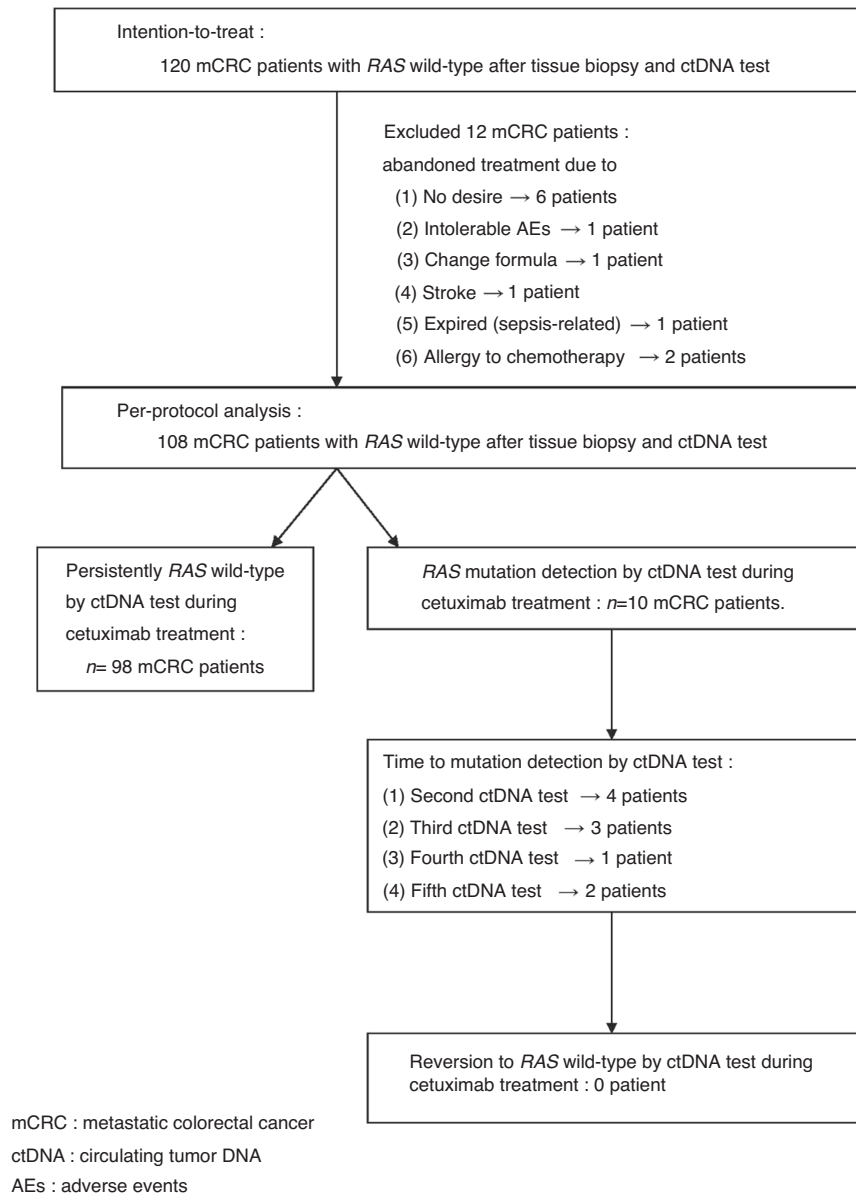 Intention-to-treat :
120 mCRC patients with RAS wild-type after tissue biopsy and ctDNA test
Excluded 12 mCRC patients :
abandoned treatment due to
(1) No desire → 6 patients
(2) Intolerable AEs → 1 patient
(3) Change formula → 1 patient
(4) Stroke → 1 patient
(5) Expired (sepsis-related) → 1 patient
(6) Allergy to chemotherapy → 2 patients
Per-protocol analysis :
108 mCRC patients with RAS wild-type after tissue biopsy and ctDNA test
Persistently RAS wild-type
by ctDNA test during
cetuximab treatment :
n= 98 mCRC patients
RAS mutation detection by ctDNA test during
cetuximab treatment : n=10 mCRC patients.
Time to mutation detection by ctDNA test :
(1) Second ctDNA test → 4 patients
(2) Third ctDNA test → 3 patients
(3) Fourth ctDNA test → 1 patient
(4) Fifth ctDNA test → 2 patients
Reversion to RAS wild-type by ctDNA test during
cetuximab treatment : 0 patient
mCRC : metastatic colorectal cancer
ctDNA : circulating tumor DNA
AEs : adverse events